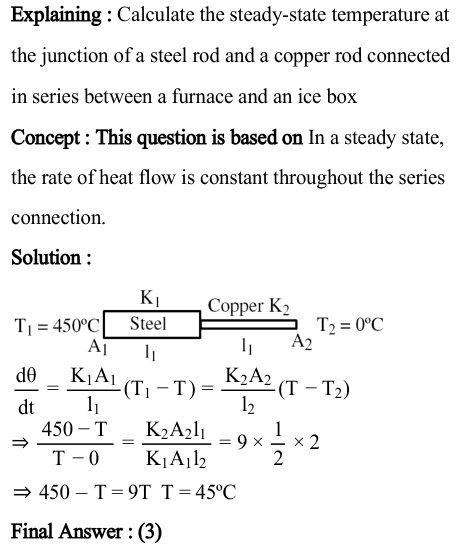 Explaining : Calculate the steady-state temperature at
the junction of a steel rod and a copper rod connected
in series between a furnace and an ice box
Concept : This question is based on In a steady state,
the rate of heat flow is constant throughout the series
connection.
Solution :
K₁
Copper K₂
T₁ = 450ºC Steel T₂ = 0ºC
A₁ l₁ l₁ A₂
dθ/dt = K₁A₁/l₁ (T₁ − T) = K₂A₂/l₂ (T − T₂)
⇒ 450 − T/T − 0 = K₂A₂l₁/K₁A₁l₂ = 9 × 1/2 × 2
⇒ 450 − T = 9T T = 45ºC
Final Answer : (3)